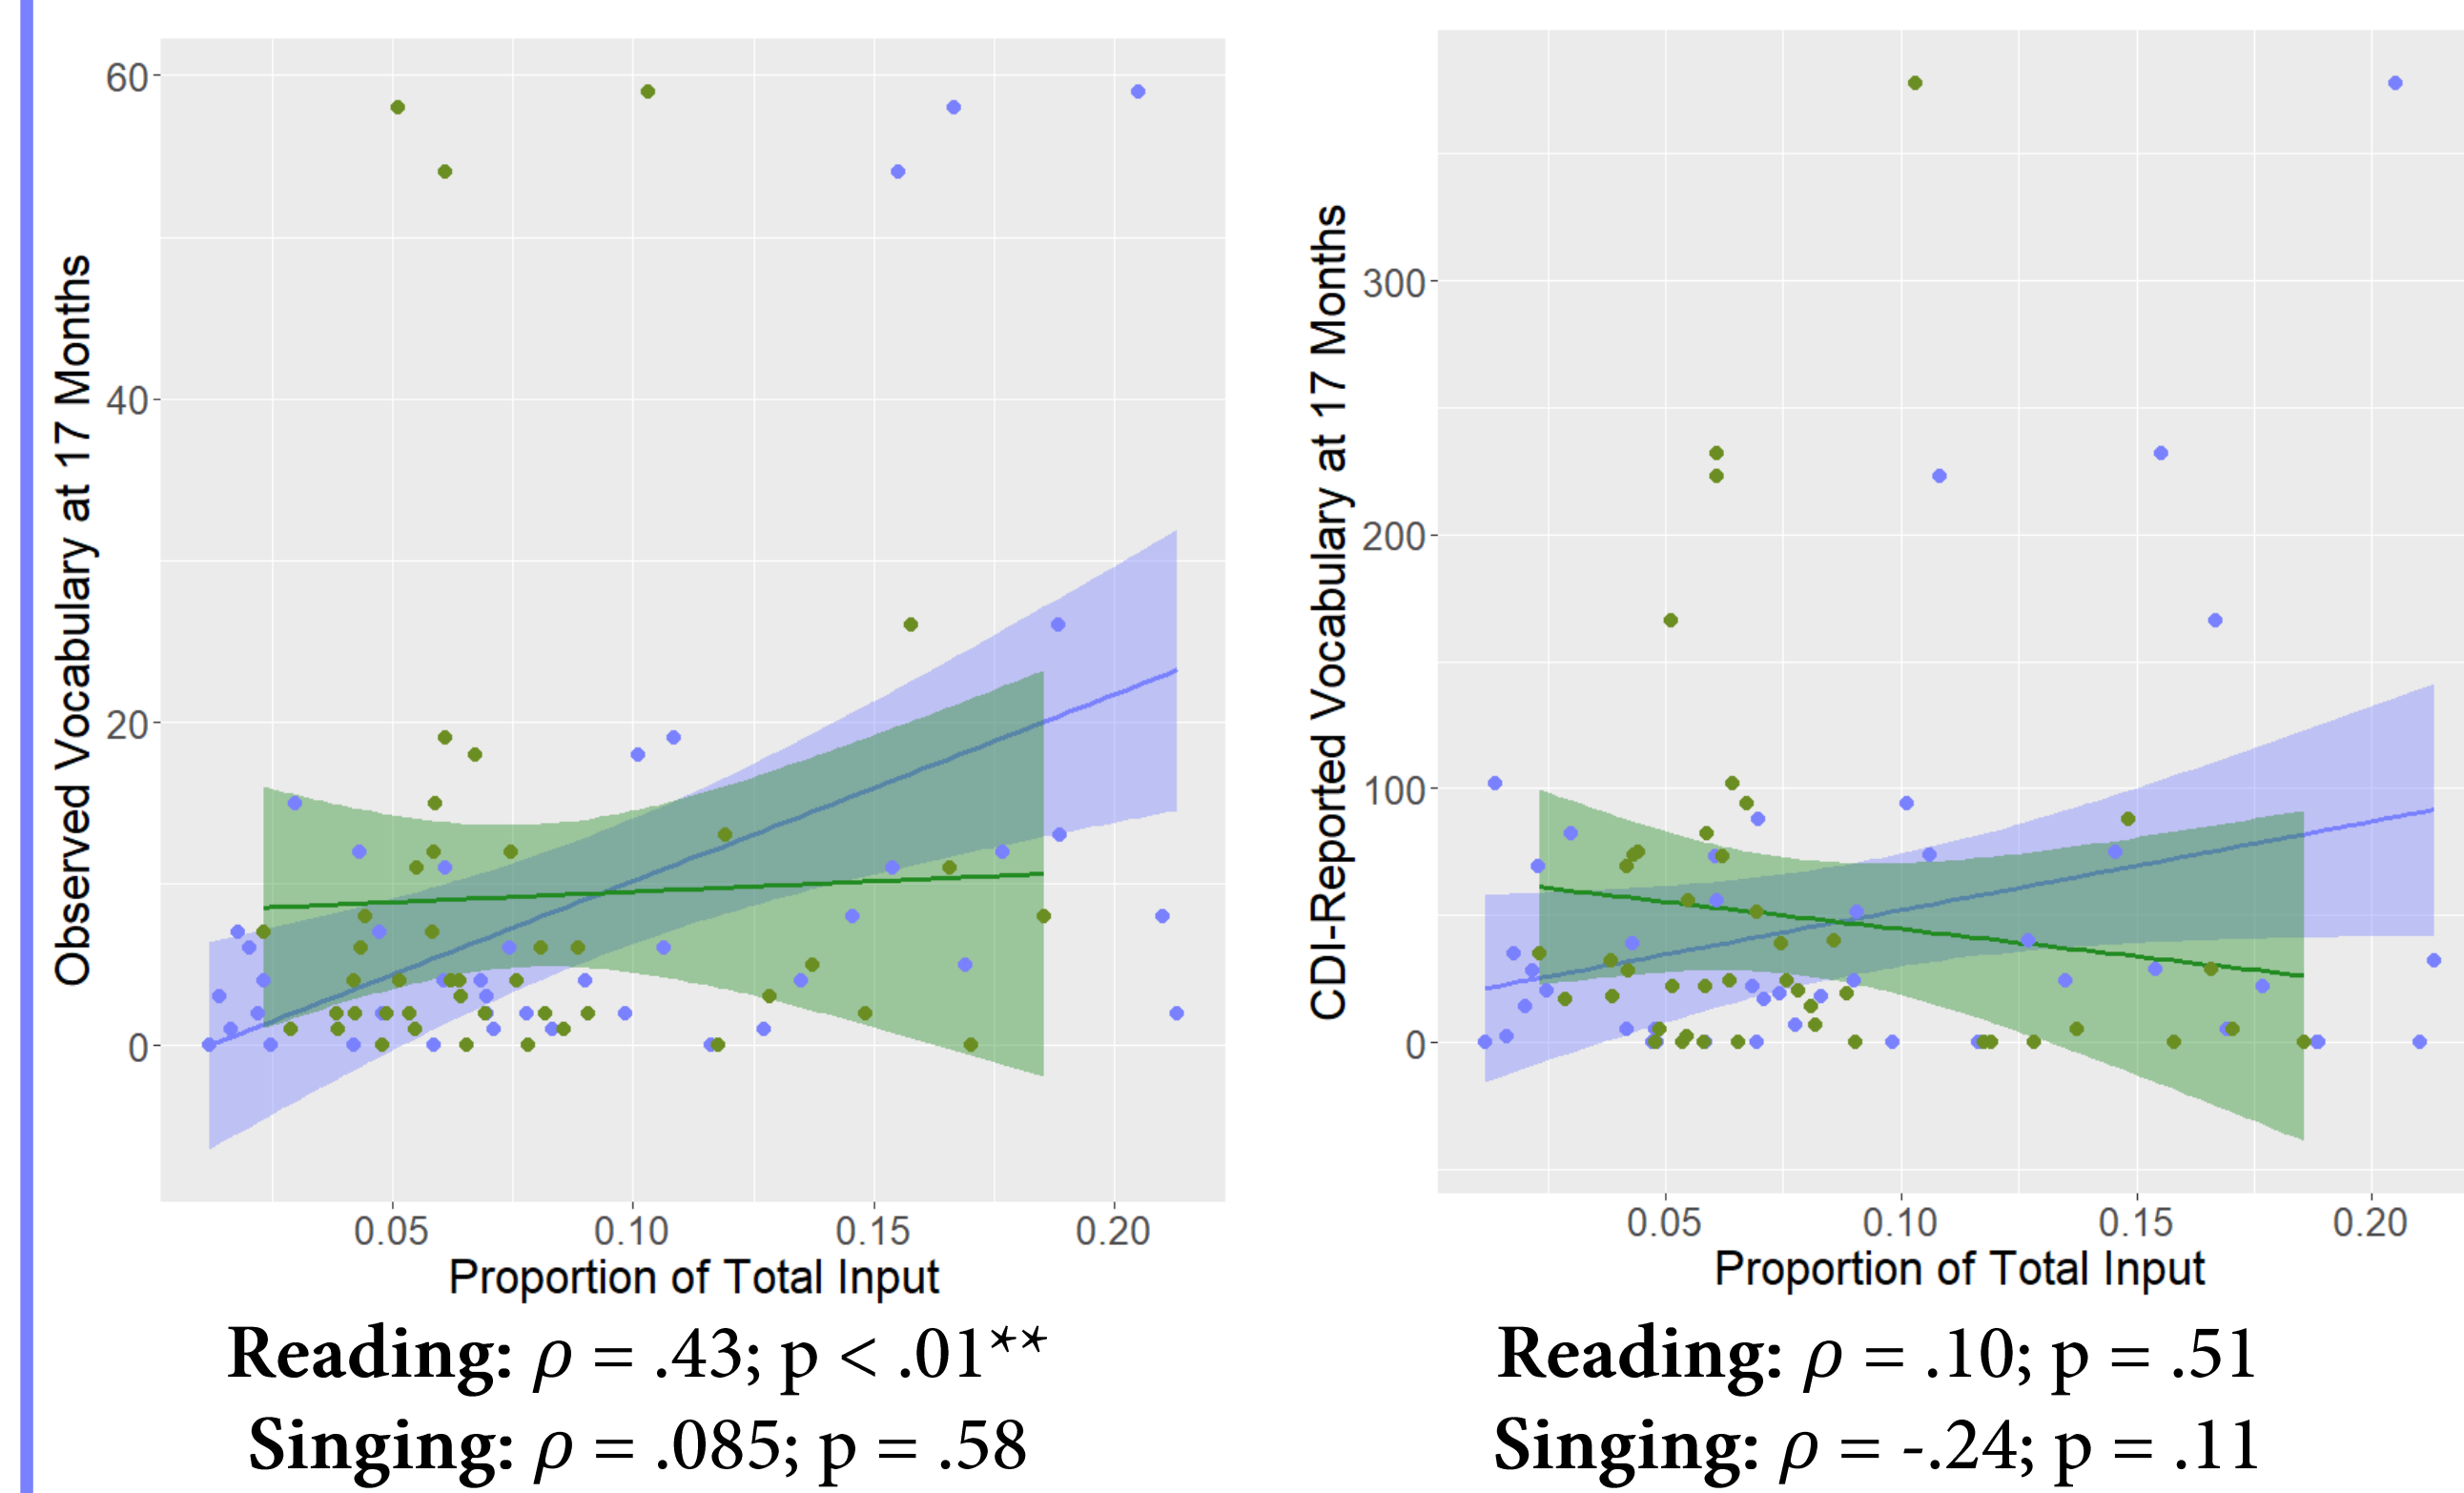 Observed Vocabulary at 17 Months
60
40
20
0
0.05 0.10 0.15 0.20
Proportion of Total Input
Reading: ρ = .43; p < .01**
Singing: ρ = .085; p = .58
CDI-Reported Vocabulary at 17 Months
300
200
100
0
0.05 0.10 0.15 0.20
Proportion of Total Input
Reading: ρ = .10; p = .51
Singing: ρ = -.24; p = .11